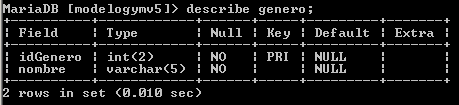 MariaDB [modelogymv5]> describe genero;
+----------+------------+------+-----+---------+-------+
| Field    | Type       | Null | Key | Default | Extra |
+----------+------------+------+-----+---------+-------+
| idGenero | int(2)     | NO   | PRI | NULL    |       |
| nombre   | varchar(5) | NO   |     | NULL    |       |
+----------+------------+------+-----+---------+-------+
2 rows in set (0.010 sec)